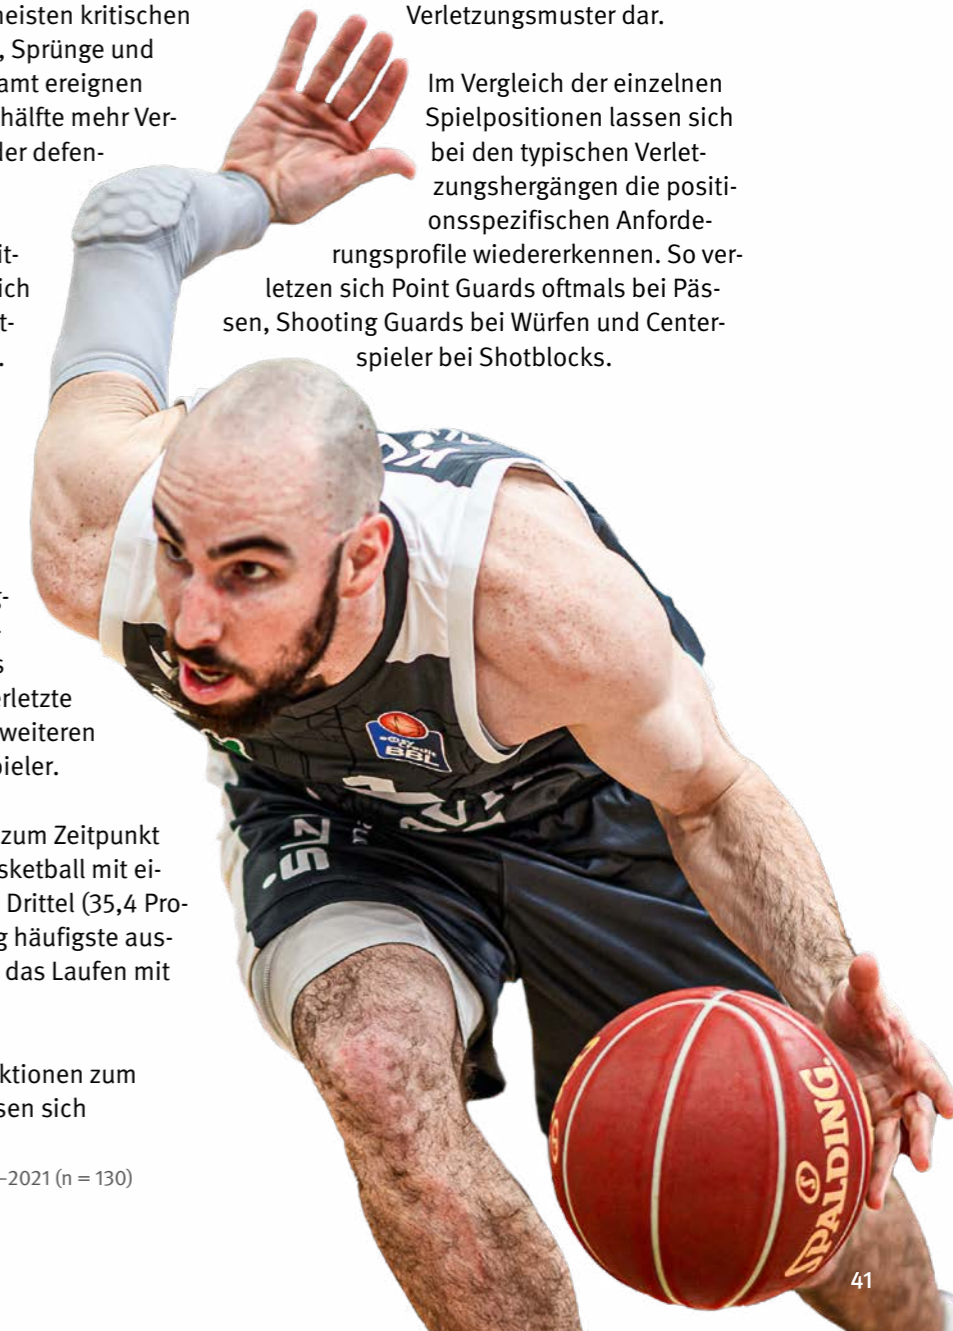 neisten kritischen
, Sprünge und
amt ereignen
hälfte mehr Ver-
der defen-
it-
ich
t-
.
g-
s
erletzte
weiteren
pieler.
zum Zeitpunkt
sketball mit ei-
Drittel (35,4 Pro-
g häufigste aus-
das Laufen mit
ktionen zum
sen sich
–2021 (n = 130)
Verletzungsmuster dar.
Im Vergleich der einzelnen
Spielpositionen lassen sich
bei den typischen Verlet-
zungshergängen die positi-
onsspezifischen Anforde-
rungsprofile wiedererkennen. So ver-
letzen sich Point Guards oftmals bei Päs-
sen, Shooting Guards bei Würfen und Center-
spieler bei Shotblocks.
easy
Credit
BBL
SPALDING
41